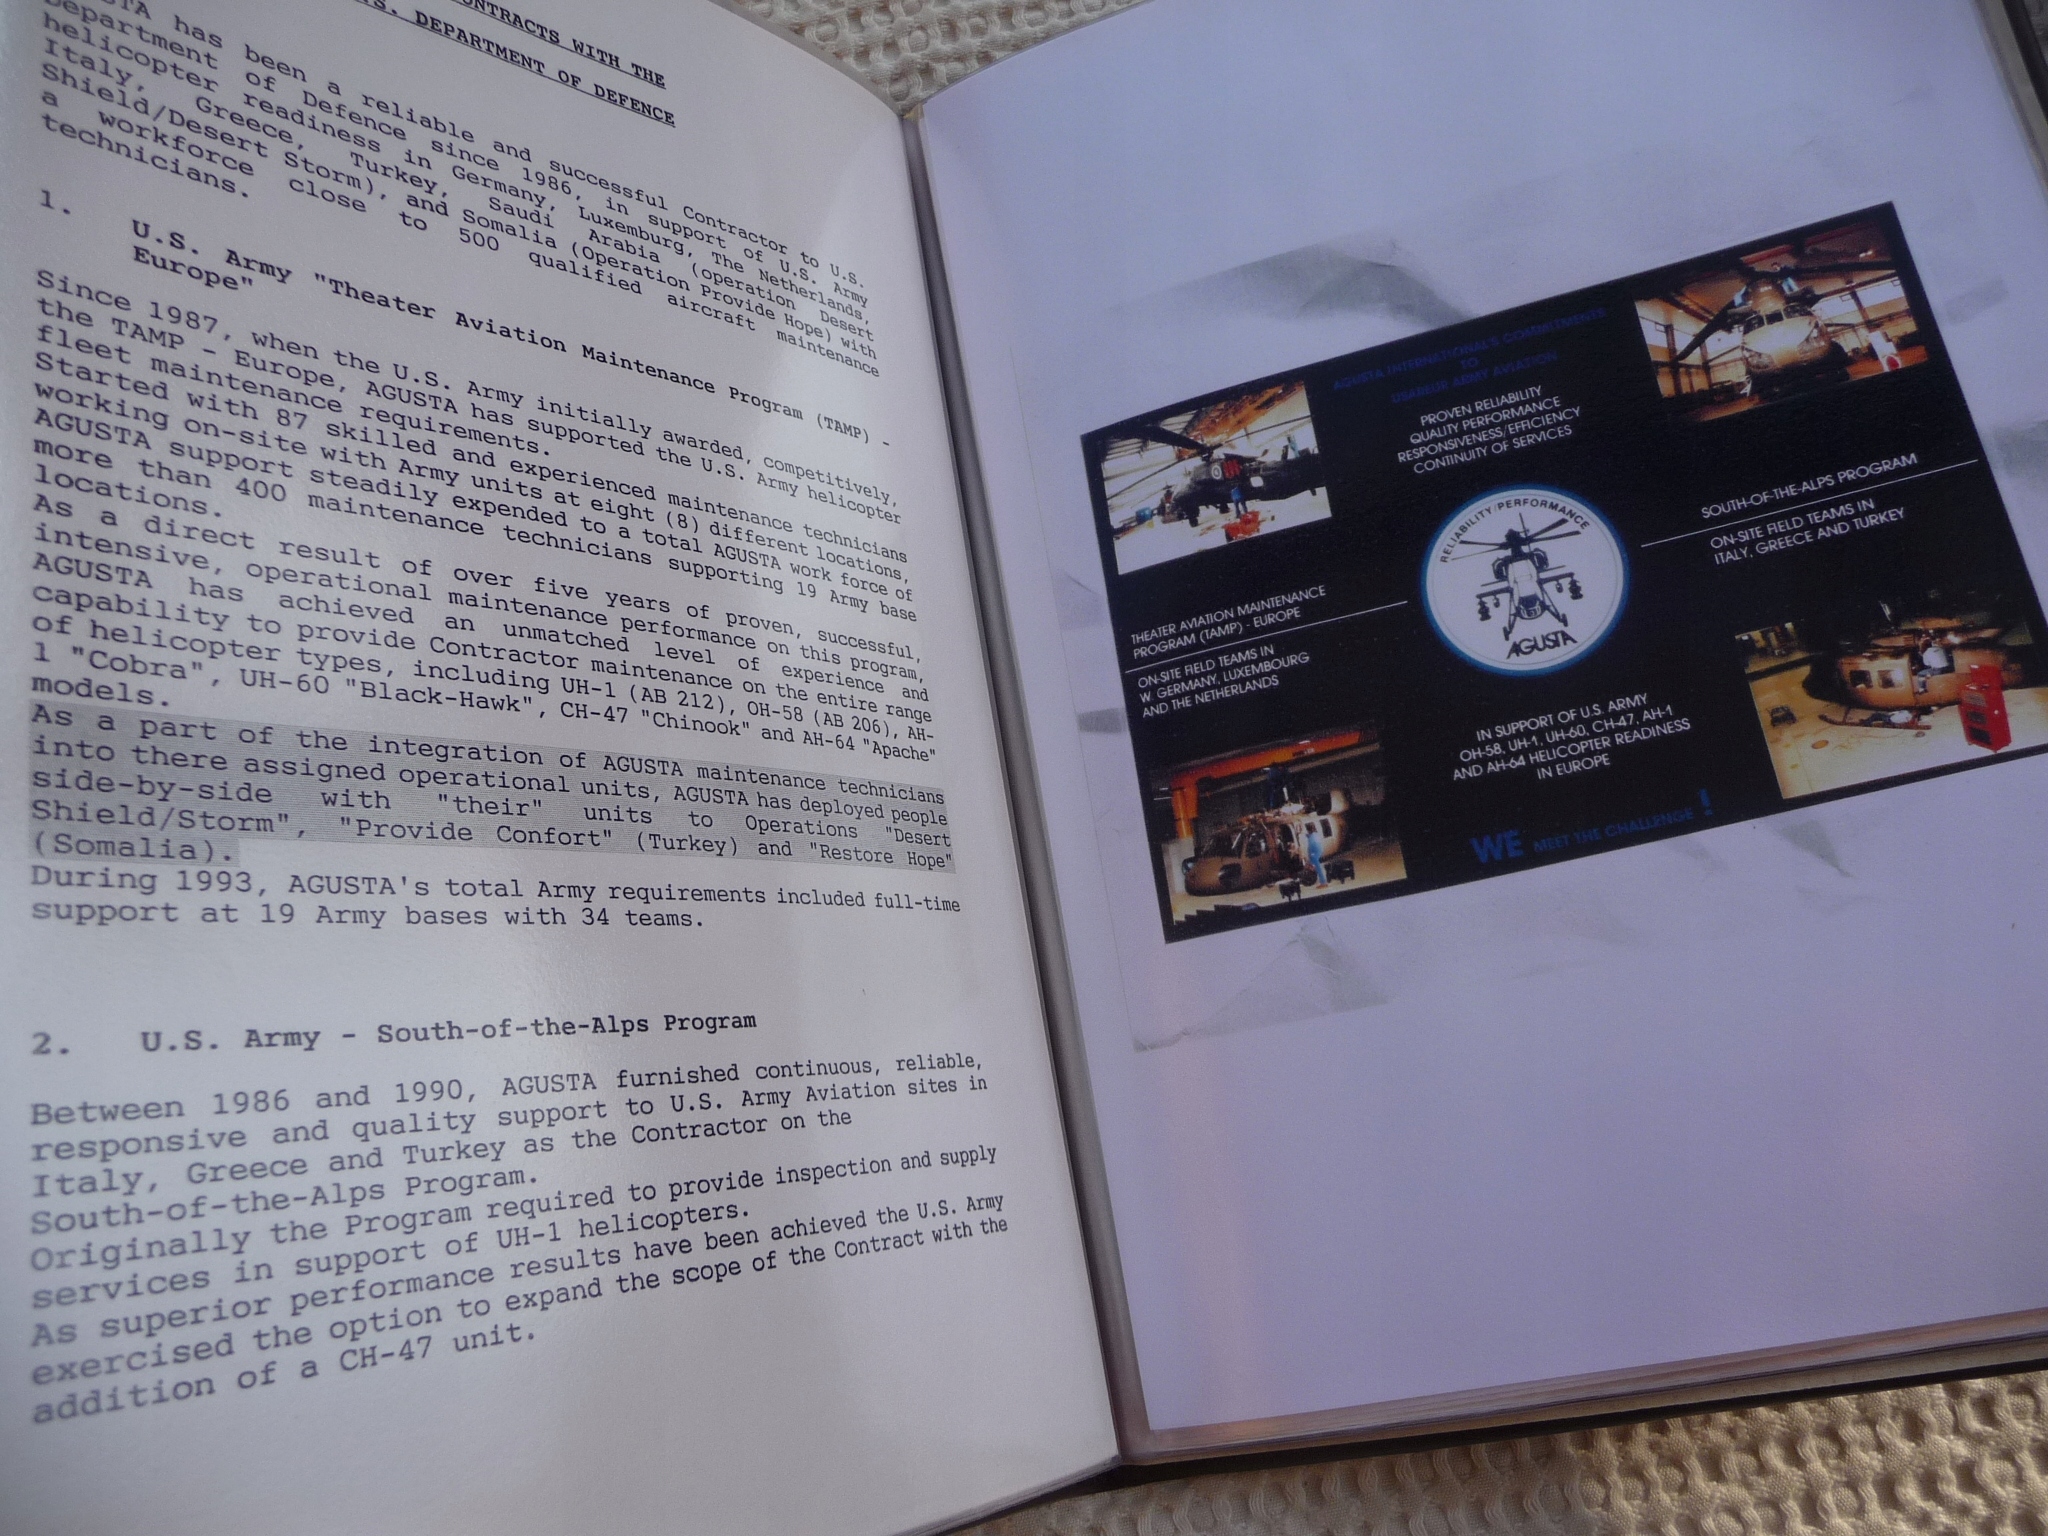 CONTRACTS WITH THE
U.S. DEPARTMENT OF DEFENCE
has been a reliable and successful Contractor to U.S.
Department of Defence since 1986, in support of U.S. Army
helicopter readiness in Germany, Luxemburg, The Netherlands,
Italy, Greece, Turkey, Saudi Arabia (operation Desert
Shield/Desert Storm), and Somalia (Operation Provide Hope) with
a workforce close to 500 qualified aircraft maintenance
technicians.
1. U.S. Army "Theater Aviation Maintenance Program (TAMP) -
Europe"
Since 1987, when the U.S. Army initially awarded, competitively,
the TAMP - Europe, AGUSTA has supported the U.S. Army helicopter
fleet maintenance requirements.
Started with 87 skilled and experienced maintenance technicians
working on-site with Army units at eight (8) different locations,
AGUSTA support steadily expended to a total AGUSTA work force of
more than 400 maintenance technicians supporting 19 Army base
locations.
As a direct result of over five years of proven, successful,
intensive, operational maintenance performance on this program,
AGUSTA has achieved an unmatched level of experience and
capability to provide Contractor maintenance on the entire range
of helicopter types, including UH-1 (AB 212), OH-58 (AB 206), AH-
1 "Cobra", UH-60 "Black-Hawk", CH-47 "Chinook" and AH-64 "Apache"
models.
As a part of the integration of AGUSTA maintenance technicians
into there assigned operational units, AGUSTA has deployed people
side-by-side with "their" units to Operations "Desert
Shield/Storm", "Provide Confort" (Turkey) and "Restore Hope"
(Somalia).
During 1993, AGUSTA's total Army requirements included full-time
support at 19 Army bases with 34 teams.
2. U.S. Army - South-of-the-Alps Program
Between 1986 and 1990, AGUSTA furnished continuous, reliable,
responsive and quality support to U.S. Army Aviation sites in
Italy, Greece and Turkey as the Contractor on the
South-of-the-Alps Program.
Originally the Program required to provide inspection and supply
services in support of UH-1 helicopters.
As superior performance results have been achieved the U.S. Army
exercised the option to expand the scope of the Contract with the
addition of a CH-47 unit.
AGUSTA INTERNATIONAL'S COMMITMENTS
TO
USAREUR ARMY AVIATION
PROVEN RELIABILITY
QUALITY PERFORMANCE
RESPONSIVENESS/EFFICIENCY
CONTINUITY OF SERVICES
RELIABILITY/PERFORMANCE
AGUSTA
SOUTH-OF-THE-ALPS PROGRAM
ON-SITE FIELD TEAMS IN
ITALY, GREECE AND TURKEY
THEATER AVIATION MAINTENANCE
PROGRAM (TAMP) - EUROPE
ON-SITE FIELD TEAMS IN
W. GERMANY, LUXEMBOURG
AND THE NETHERLANDS
IN SUPPORT OF U.S. ARMY
OH-58, UH-1, UH-60, CH-47, AH-1
AND AH-64 HELICOPTER READINESS
IN EUROPE
WE MEET THE CHALLENGE !